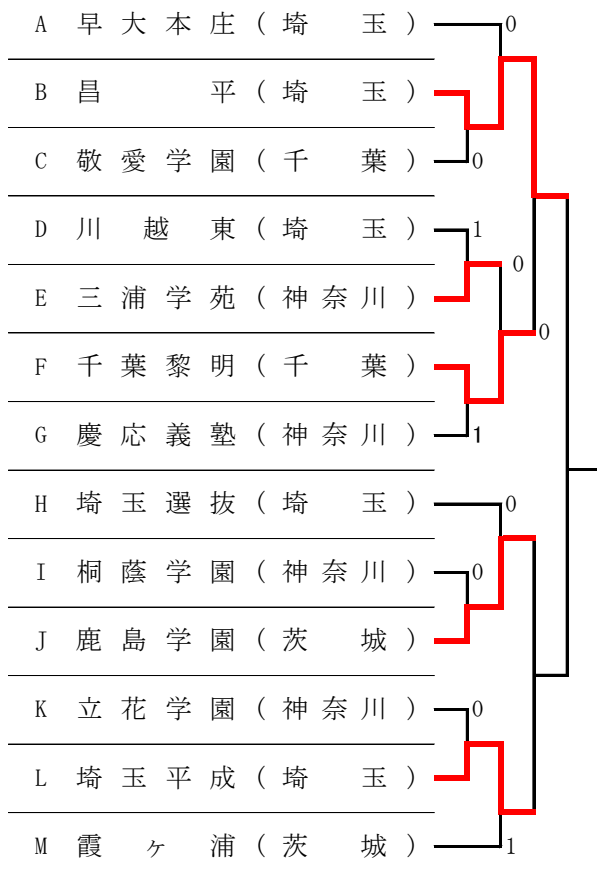 A 早大本庄(埼玉) 0
B 昌平(埼玉)
C 敬愛学園(千葉) 0
D 川越東(埼玉) 1
0
E 三浦学苑(神奈川)
0
F 千葉黎明(千葉)
G 慶応義塾(神奈川) 1
H 埼玉選抜(埼玉) 0
I 桐蔭学園(神奈川) 0
J 鹿島学園(茨城)
K 立花学園(神奈川) 0
L 埼玉平成(埼玉)
M 霞ヶ浦(茨城) 1